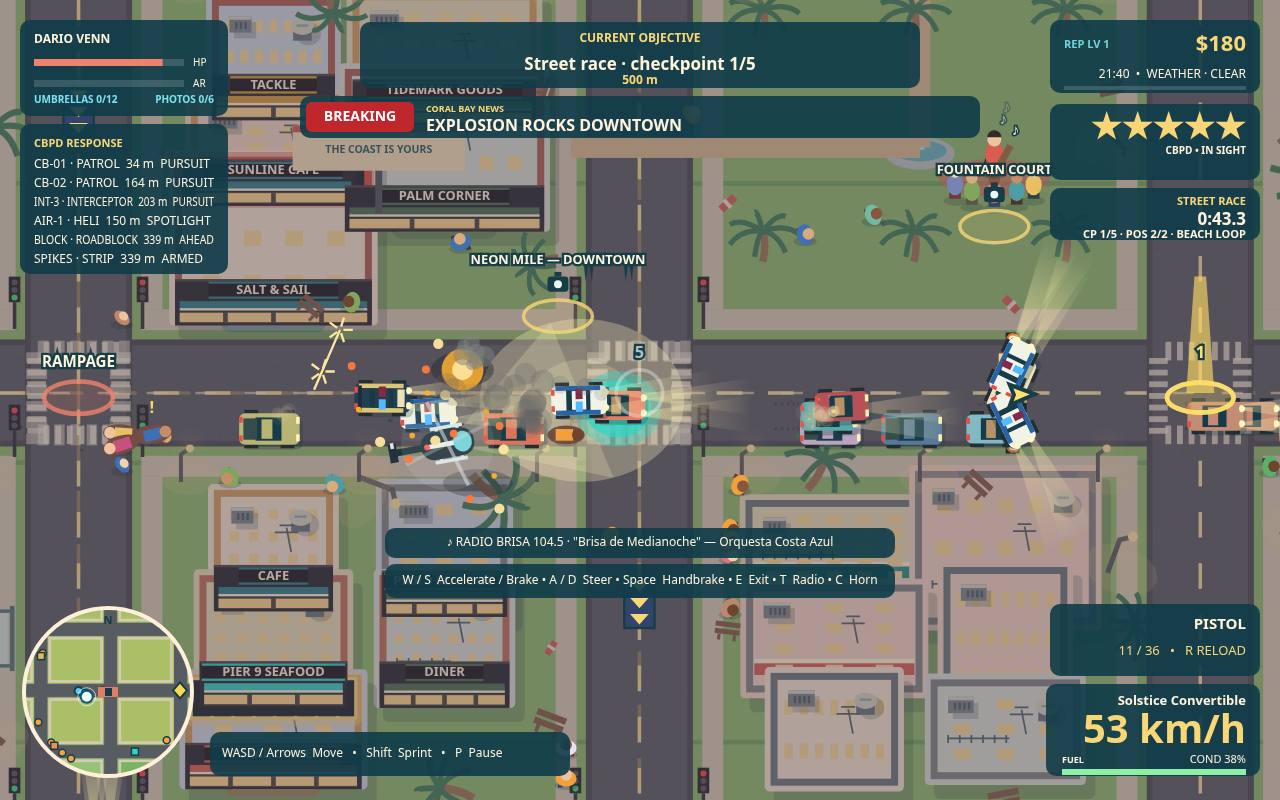 DARIO VENN
HP
AR
UMBRELLAS 0/12 PHOTOS 0/6
CBPD RESPONSE
CB-01 · PATROL 34 m PURSUIT
CB-02 · PATROL 164 m PURSUIT
INT-3 · INTERCEPTOR 203 m PURSUIT
AIR-1 · HELI 150 m SPOTLIGHT
BLOCK · ROADBLOCK 339 m AHEAD
SPIKES · STRIP 339 m ARMED
CURRENT OBJECTIVE
Street race · checkpoint 1/5
500 m
BREAKING
CORAL BAY NEWS
EXPLOSION ROCKS DOWNTOWN
THE COAST IS YOURS
REP LV 1 $180
21:40 • WEATHER · CLEAR
★★★★★
CBPD • IN SIGHT
STREET RACE
0:43.3
CP 1/5 · POS 2/2 · BEACH LOOP
TACKLE
TIDEMARK GOODS
SUNLINE CAFE
PALM CORNER
SALT & SAIL
FOUNTAIN COURT
NEON MILE — DOWNTOWN
RAMPAGE
!
5
1
♪ RADIO BRISA 104.5 · "Brisa de Medianoche" — Orquesta Costa Azul
W / S Accelerate / Brake • A / D Steer • Space Handbrake • E Exit • T Radio • C Horn
CAFE
PIER 9 SEAFOOD
DINER
N
WASD / Arrows Move • Shift Sprint • P Pause
PISTOL
11 / 36 • R RELOAD
Solstice Convertible
53 km/h
FUEL COND 38%